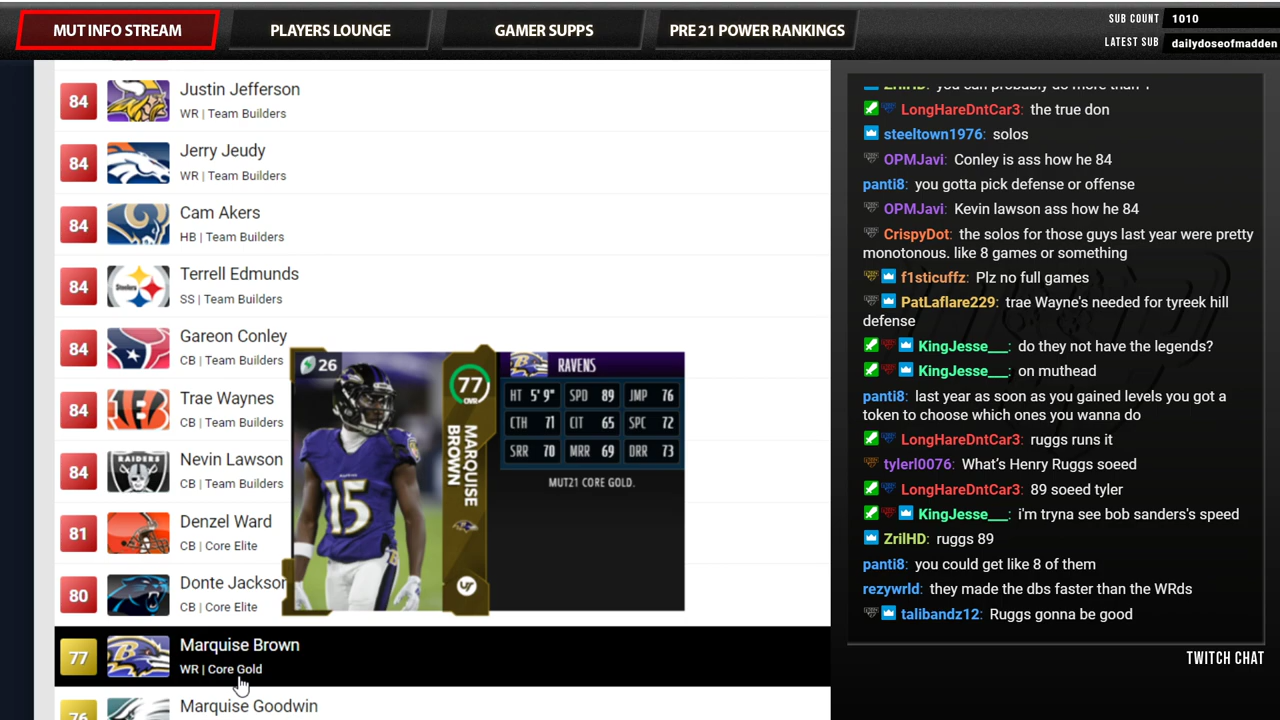 MUT INFO STREAM
PLAYERS LOUNGE
GAMER SUPPS
PRE 21 POWER RANKINGS
SUB COUNT 1010
LATEST SUB dailydoseofmadden
84 Justin Jefferson
WR | Team Builders
84 Jerry Jeudy
WR | Team Builders
84 Cam Akers
HB | Team Builders
84 Terrell Edmunds
Steelers
SS | Team Builders
84 Gareon Conley
CB | Team Builders
84 Trae Waynes
CB | Team Builders
84 RAIDERS Nevin Lawson
CB | Team Builders
81 Denzel Ward
CB | Core Elite
80 Donte Jackson
CB | Core Elite
77 Marquise Brown
WR | Core Gold
76 Marquise Goodwin
26
77
OVR
MARQUISE
BROWN
15
RAVENS
HT 5' 9" SPD 89 JMP 76
CTH 71 CIT 65 SPC 72
SRR 70 MRR 69 DRR 73
MUT21 CORE GOLD.
ZrilHD: you can probably do more than 1
LongHareDntCar3: the true don
steeltown1976: solos
OPMJavi: Conley is ass how he 84
panti8: you gotta pick defense or offense
OPMJavi: Kevin lawson ass how he 84
CrispyDot: the solos for those guys last year were pretty
monotonous. like 8 games or something
f1sticuffz: Plz no full games
PatLaflare229: trae Wayne's needed for tyreek hill
defense
KingJesse___: do they not have the legends?
KingJesse___: on muthead
panti8: last year as soon as you gained levels you got a
token to choose which ones you wanna do
LongHareDntCar3: ruggs runs it
tylerl0076: What's Henry Ruggs soeed
LongHareDntCar3: 89 soeed tyler
KingJesse___: i'm tryna see bob sanders's speed
ZrilHD: ruggs 89
panti8: you could get like 8 of them
rezywrld: they made the dbs faster than the WRds
talibandz12: Ruggs gonna be good
TWITCH CHAT